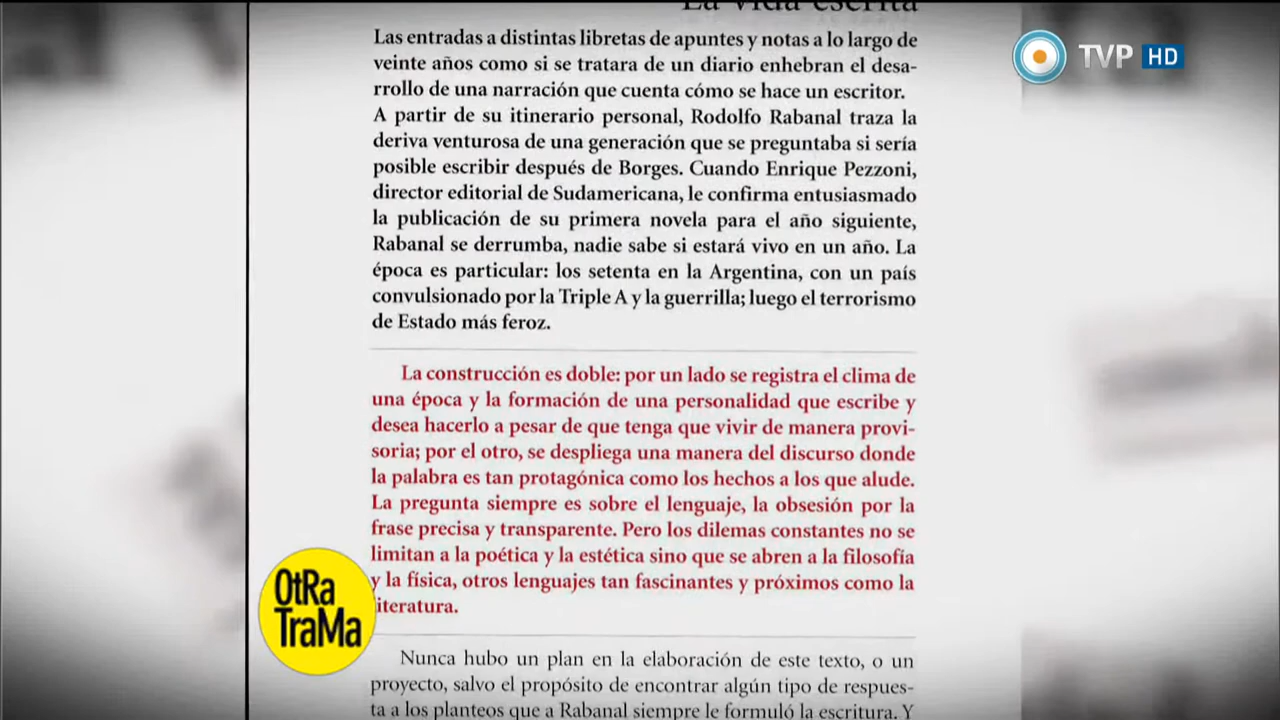 La vida escrita
TVP HD
Las entradas a distintas libretas de apuntes y notas a lo largo de
veinte años como si se tratara de un diario enhebran el desa-
rrollo de una narración que cuenta cómo se hace un escritor.
A partir de su itinerario personal, Rodolfo Rabanal traza la
deriva venturosa de una generación que se preguntaba si sería
posible escribir después de Borges. Cuando Enrique Pezzoni,
director editorial de Sudamericana, le confirma entusiasmado
la publicación de su primera novela para el año siguiente,
Rabanal se derrumba, nadie sabe si estará vivo en un año. La
época es particular: los setenta en la Argentina, con un país
convulsionado por la Triple A y la guerrilla; luego el terrorismo
de Estado más feroz.
La construcción es doble: por un lado se registra el clima de
una época y la formación de una personalidad que escribe y
desea hacerlo a pesar de que tenga que vivir de manera provi-
soria; por el otro, se despliega una manera del discurso donde
la palabra es tan protagónica como los hechos a los que alude.
La pregunta siempre es sobre el lenguaje, la obsesión por la
frase precisa y transparente. Pero los dilemas constantes no se
limitan a la poética y la estética sino que se abren a la filosofía
y la física, otros lenguajes tan fascinantes y próximos como la
literatura.
OtRa
TraMa
Nunca hubo un plan en la elaboración de este texto, o un
proyecto, salvo el propósito de encontrar algún tipo de respues-
ta a los planteos que a Rabanal siempre le formuló la escritura. Y